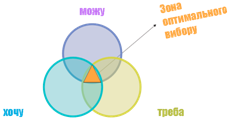 можу
Зона
оптимального
вибору
хочу
треба